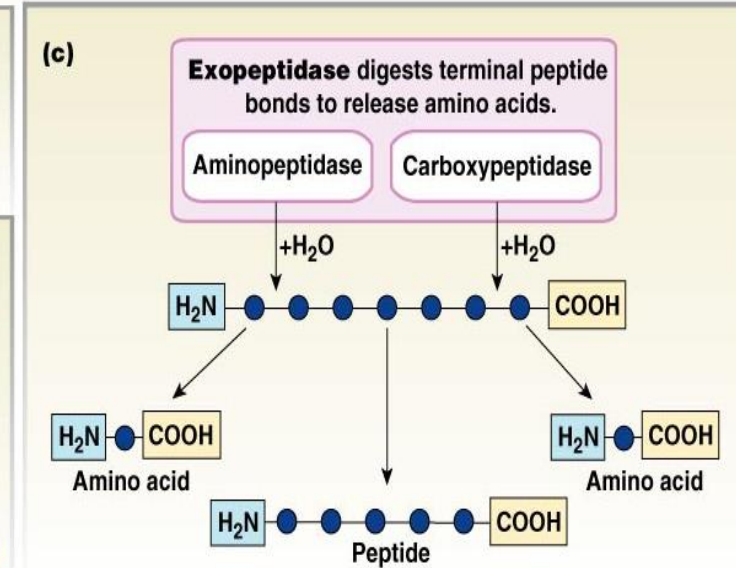 (c)
Exopeptidase digests terminal peptide
bonds to release amino acids.
Aminopeptidase
Carboxypeptidase
+H₂O
+H₂O
H₂N
COOH
H₂N
COOH
Amino acid
H₂N
COOH
Amino acid
H₂N
COOH
Peptide